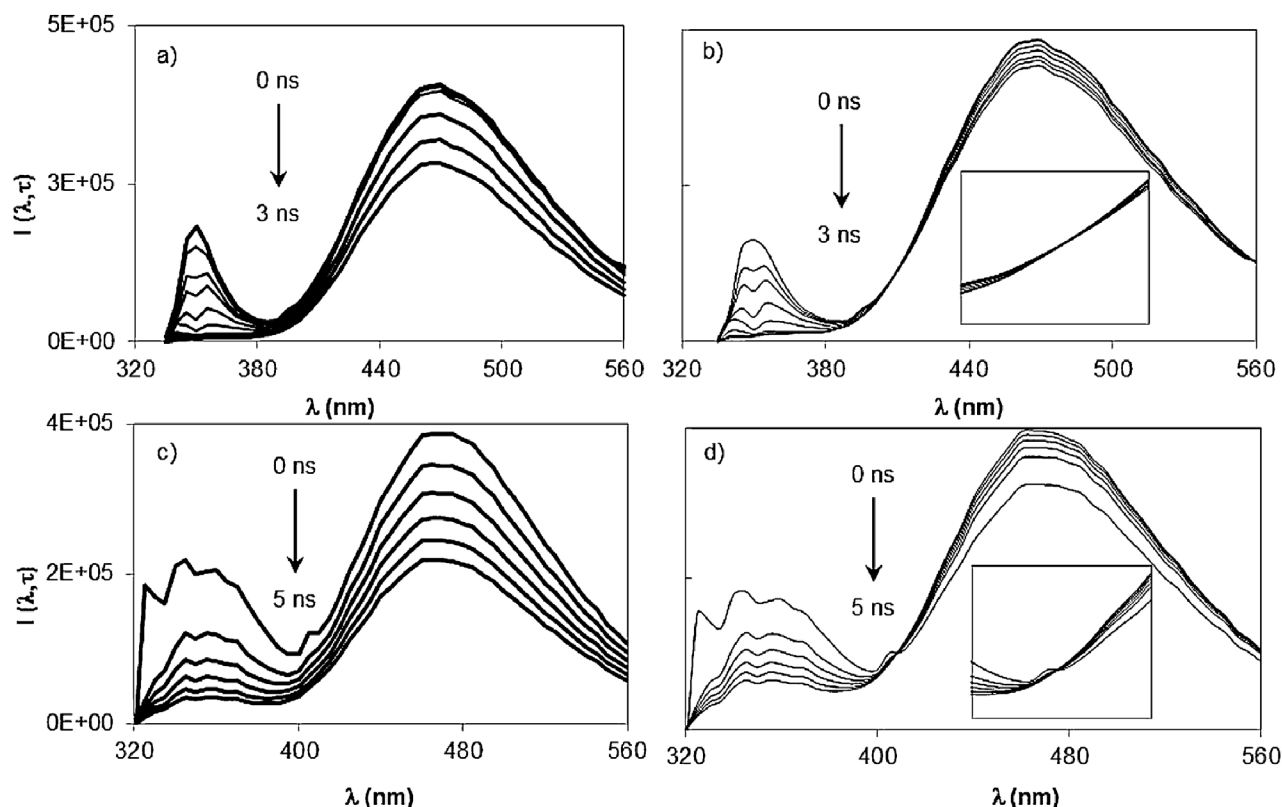 5E+05
a)
0 ns
3 ns
3E+05
0E+00
320 380 440 500 560
λ (nm)
I (λ,τ)
b)
0 ns
3 ns
320 380 440 500 560
λ (nm)
4E+05
c)
0 ns
5 ns
2E+05
0E+00
320 400 480 560
λ (nm)
I (λ,τ)
d)
0 ns
5 ns
320 400 480 560
λ (nm)